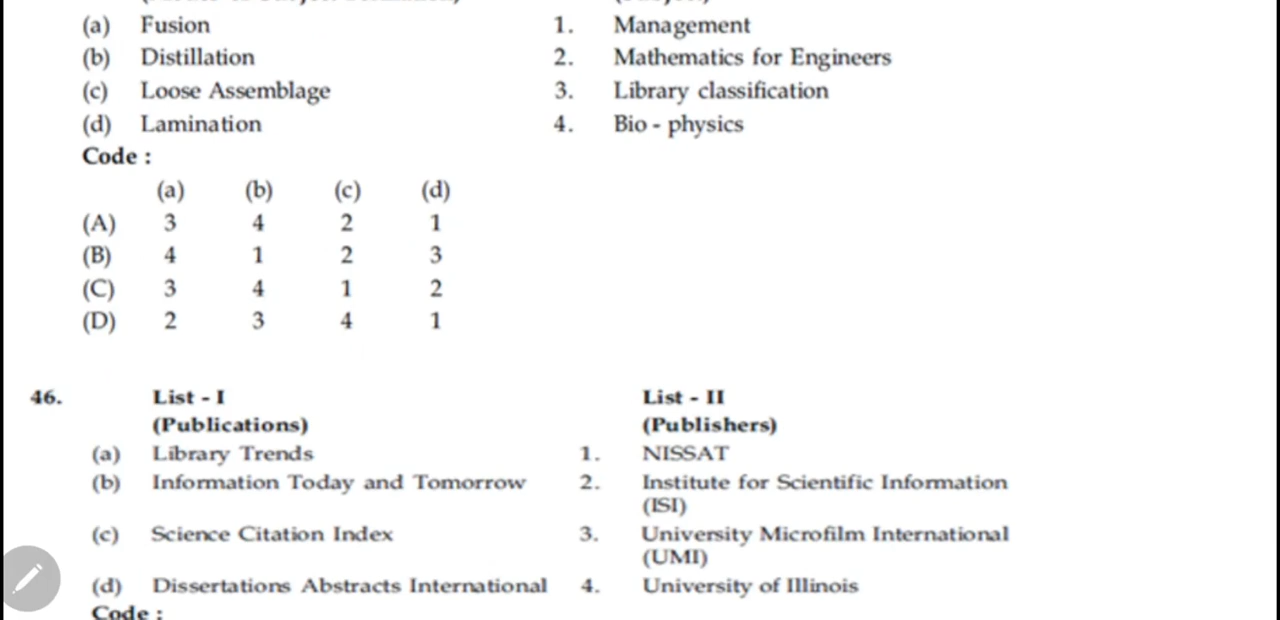 (a) Fusion 1. Management
(b) Distillation 2. Mathematics for Engineers
(c) Loose Assemblage 3. Library classification
(d) Lamination 4. Bio - physics
Code :
(a) (b) (c) (d)
(A) 3 4 2 1
(B) 4 1 2 3
(C) 3 4 1 2
(D) 2 3 4 1
46. List - I List - II
(Publications) (Publishers)
(a) Library Trends 1. NISSAT
(b) Information Today and Tomorrow 2. Institute for Scientific Information
(ISI)
(c) Science Citation Index 3. University Microfilm International
(UMI)
(d) Dissertations Abstracts International 4. University of Illinois
Code :